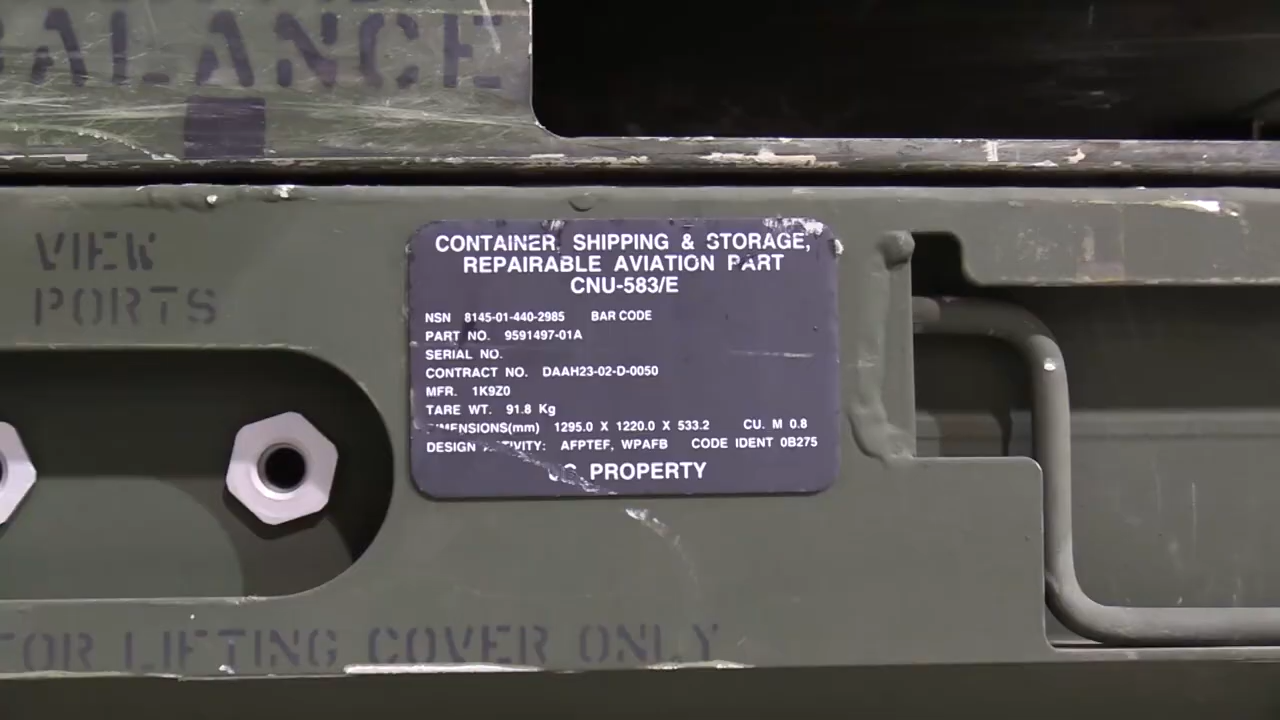 BALANCE
VIEW
PORTS
CONTAINER, SHIPPING & STORAGE,
REPAIRABLE AVIATION PART
CNU-583/E
NSN 8145-01-440-2985 BAR CODE
PART NO. 9591497-01A
SERIAL NO.
CONTRACT NO. DAAH23-02-D-0050
MFR. 1K9Z0
TARE WT. 91.8 Kg
DIMENSIONS(mm) 1295.0 X 1220.0 X 533.2 CU. M 0.8
DESIGN ACTIVITY: AFPTEF, WPAFB CODE IDENT 0B275
US PROPERTY
FOR LIFTING COVER ONLY